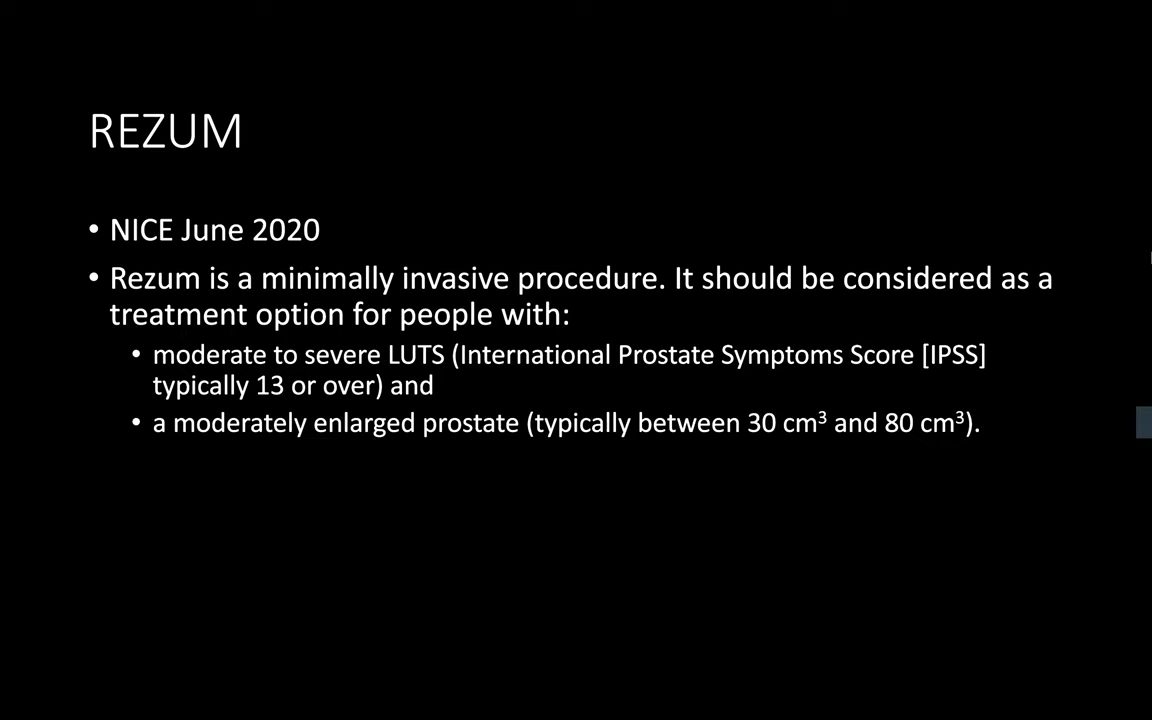 REZUM
• NICE June 2020
• Rezum is a minimally invasive procedure. It should be considered as a
treatment option for people with:
• moderate to severe LUTS (International Prostate Symptoms Score [IPSS]
typically 13 or over) and
• a moderately enlarged prostate (typically between 30 cm³ and 80 cm³).